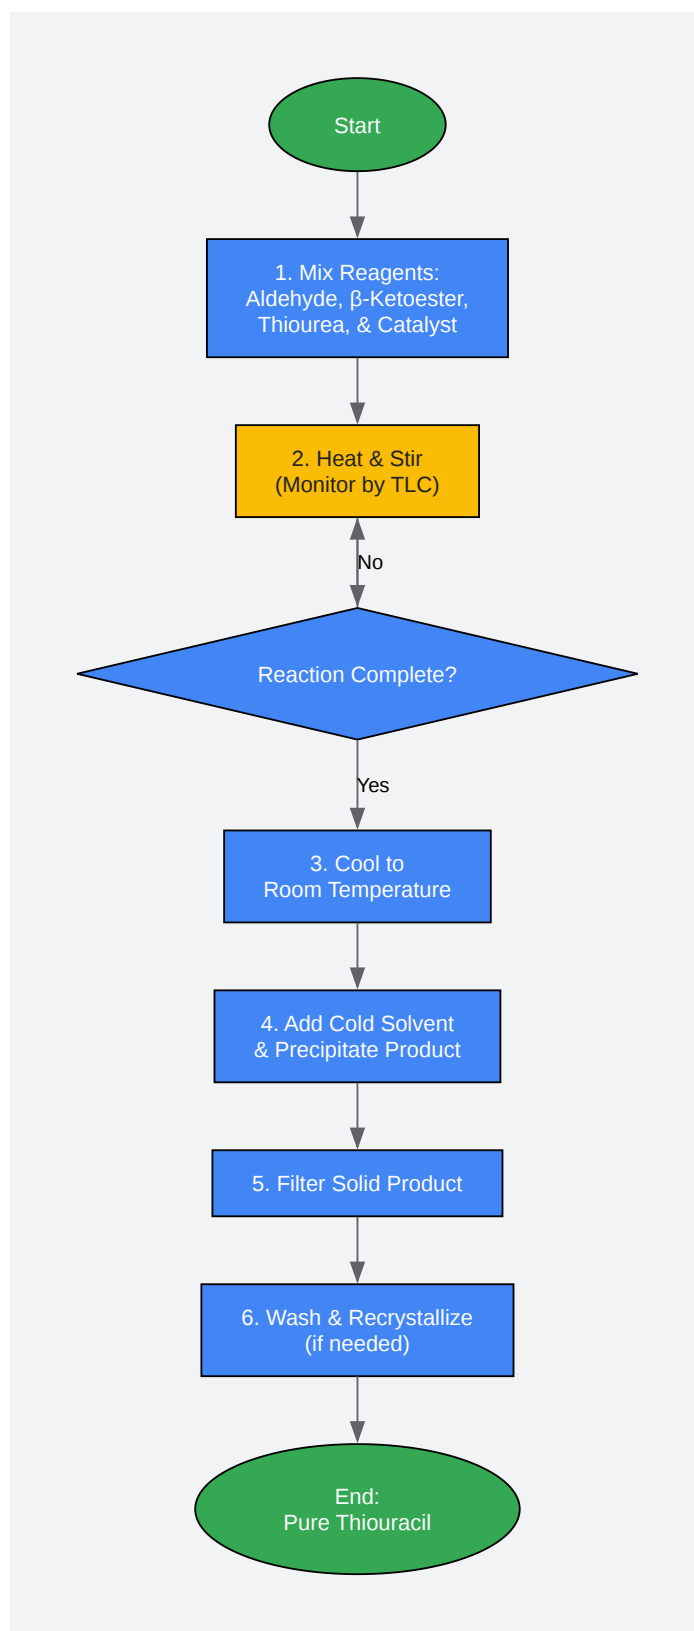 Start
1. Mix Reagents:
Aldehyde, β-Ketoester,
Thiourea, & Catalyst
2. Heat & Stir
(Monitor by TLC)
No
Reaction Complete?
Yes
3. Cool to
Room Temperature
4. Add Cold Solvent
& Precipitate Product
5. Filter Solid Product
6. Wash & Recrystallize
(if needed)
End:
Pure Thiouracil